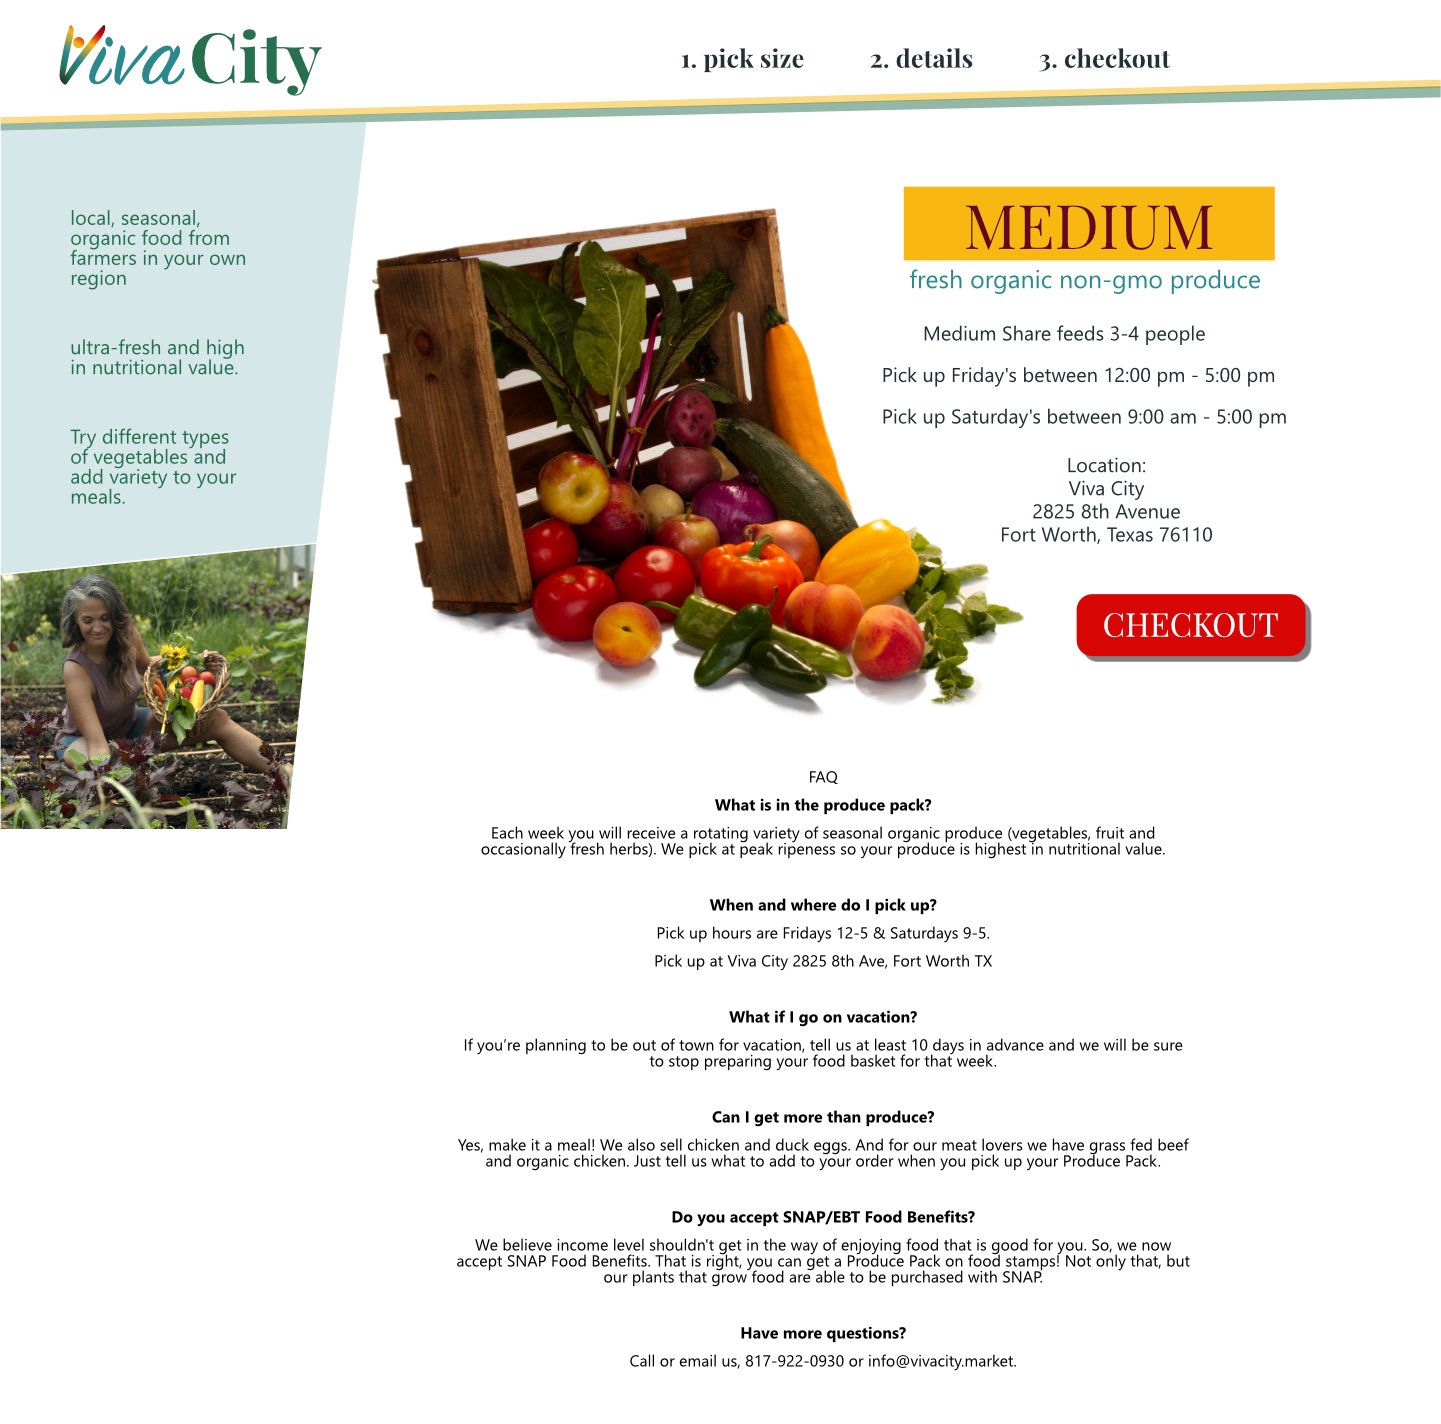 Viva City
1. pick size
2. details
3. checkout
local, seasonal,
organic food from
farmers in your own
region
ultra-fresh and high
in nutritional value.
Try different types
of vegetables and
add variety to your
meals.
MEDIUM
fresh organic non-gmo produce
Medium Share feeds 3-4 people
Pick up Friday's between 12:00 pm - 5:00 pm
Pick up Saturday's between 9:00 am - 5:00 pm
Location:
Viva City
2825 8th Avenue
Fort Worth, Texas 76110
CHECKOUT
FAQ
What is in the produce pack?
Each week you will receive a rotating variety of seasonal organic produce (vegetables, fruit and
occasionally fresh herbs). We pick at peak ripeness so your produce is highest in nutritional value.
When and where do I pick up?
Pick up hours are Fridays 12-5 & Saturdays 9-5.
Pick up at Viva City 2825 8th Ave, Fort Worth TX
What if I go on vacation?
If you’re planning to be out of town for vacation, tell us at least 10 days in advance and we will be sure
to stop preparing your food basket for that week.
Can I get more than produce?
Yes, make it a meal! We also sell chicken and duck eggs. And for our meat lovers we have grass fed beef
and organic chicken. Just tell us what to add to your order when you pick up your Produce Pack.
Do you accept SNAP/EBT Food Benefits?
We believe income level shouldn't get in the way of enjoying food that is good for you. So, we now
accept SNAP Food Benefits. That is right, you can get a Produce Pack on food stamps! Not only that, but
our plants that grow food are able to be purchased with SNAP.
Have more questions?
Call or email us, 817-922-0930 or info@vivacity.market.